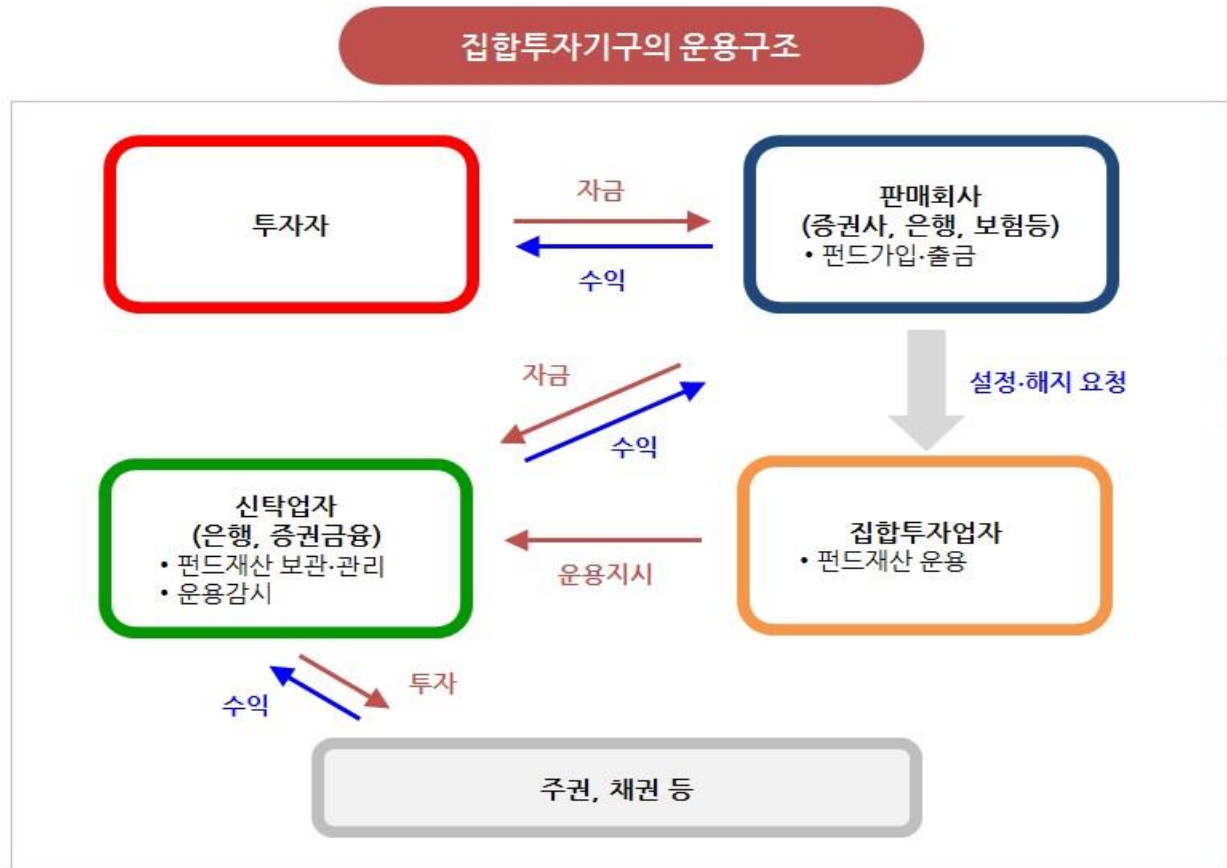 집합투자기구의 운용구조
투자자
자금
수익
판매회사
(증권사, 은행, 보험등)
• 펀드가입·출금
자금
수익
설정·해지 요청
신탁업자
(은행, 증권금융)
• 펀드재산 보관·관리
• 운용감시
운용지시
집합투자업자
• 펀드재산 운용
수익
투자
주권, 채권 등